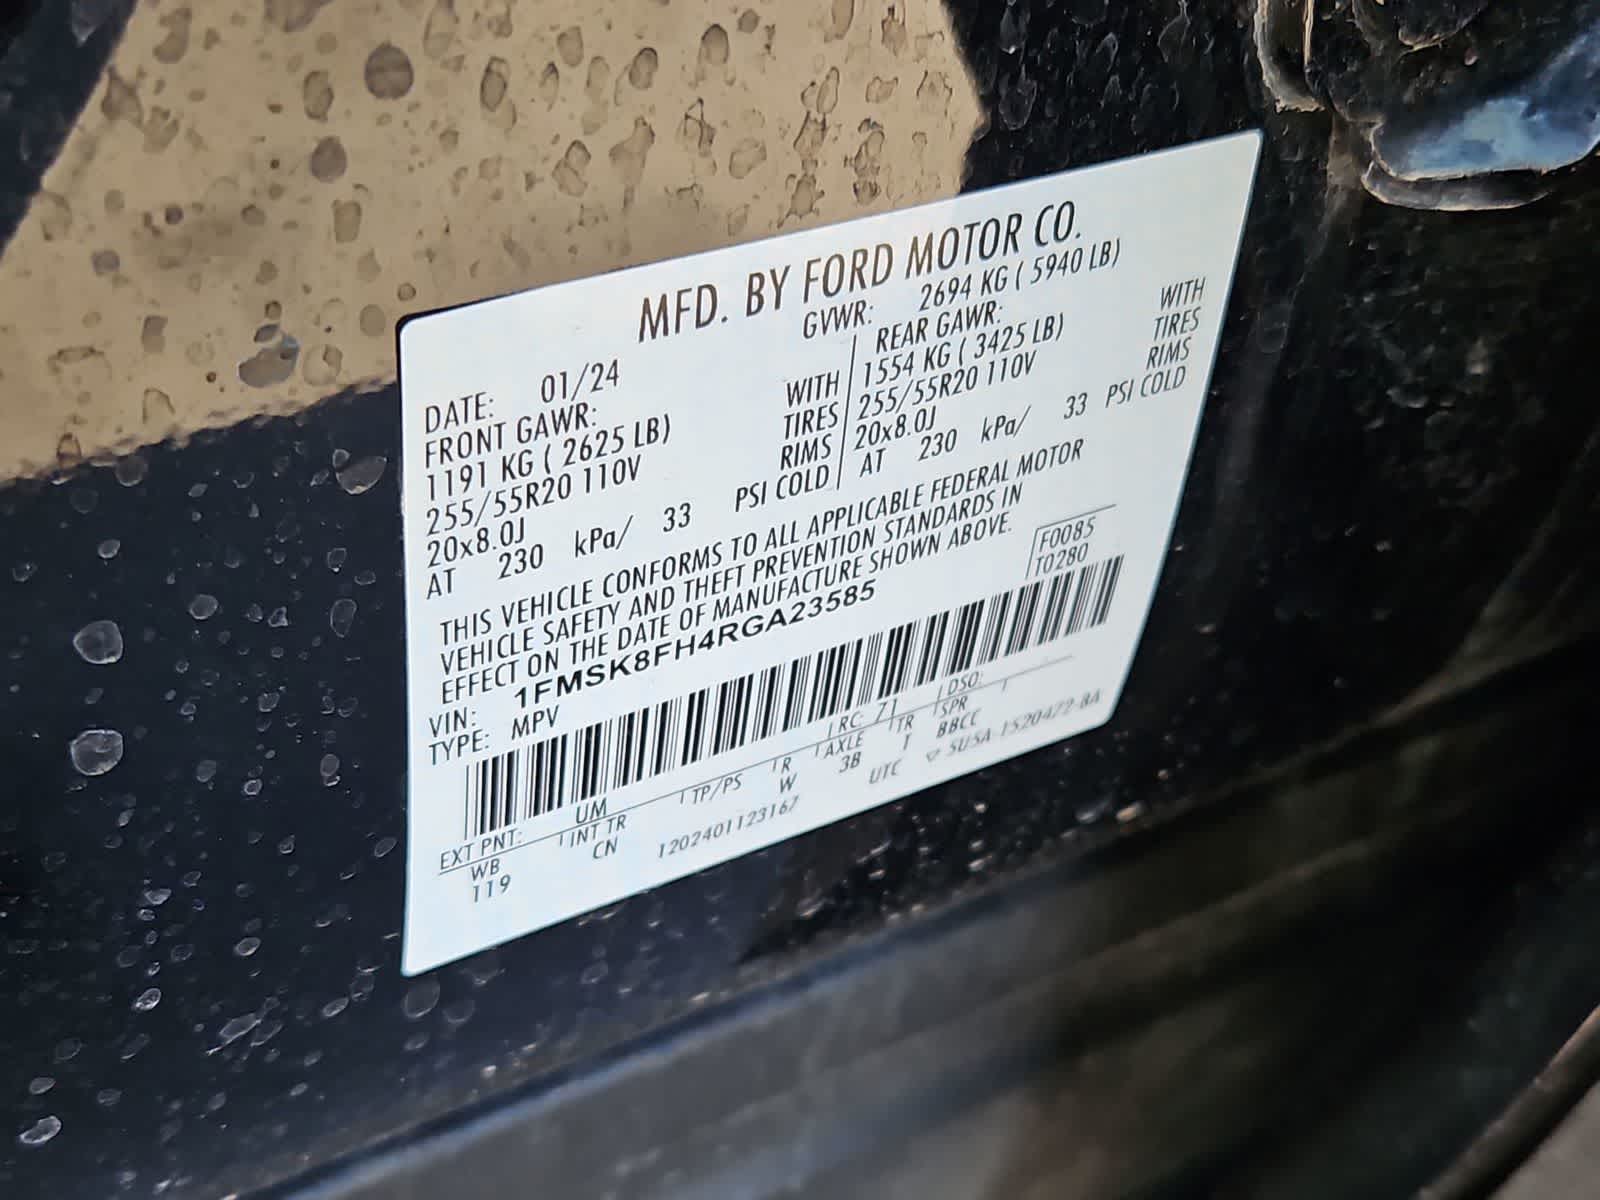 MFD. BY FORD MOTOR CO.
DATE: 01/24 GVWR: 2694 KG ( 5940 LB)
FRONT GAWR: REAR GAWR:
1191 KG ( 2625 LB) WITH 1554 KG ( 3425 LB) WITH
255/55R20 110V TIRES 255/55R20 110V TIRES
20x8.0J RIMS 20x8.0J RIMS
AT 230 kPa/ 33 PSI COLD AT 230 kPa/ 33 PSI COLD
THIS VEHICLE CONFORMS TO ALL APPLICABLE FEDERAL MOTOR
VEHICLE SAFETY AND THEFT PREVENTION STANDARDS IN
EFFECT ON THE DATE OF MANUFACTURE SHOWN ABOVE.
F0085
T0280
VIN: 1FMSK8FH4RGA23585
TYPE: MPV
EXT PNT: UM RC: 71 DSO:
WB INT TR TP/PS R AXLE TR SPR
119 CN W 3B T BBCC
1202401123167 UTC ▽ SU5A-1520472-BA